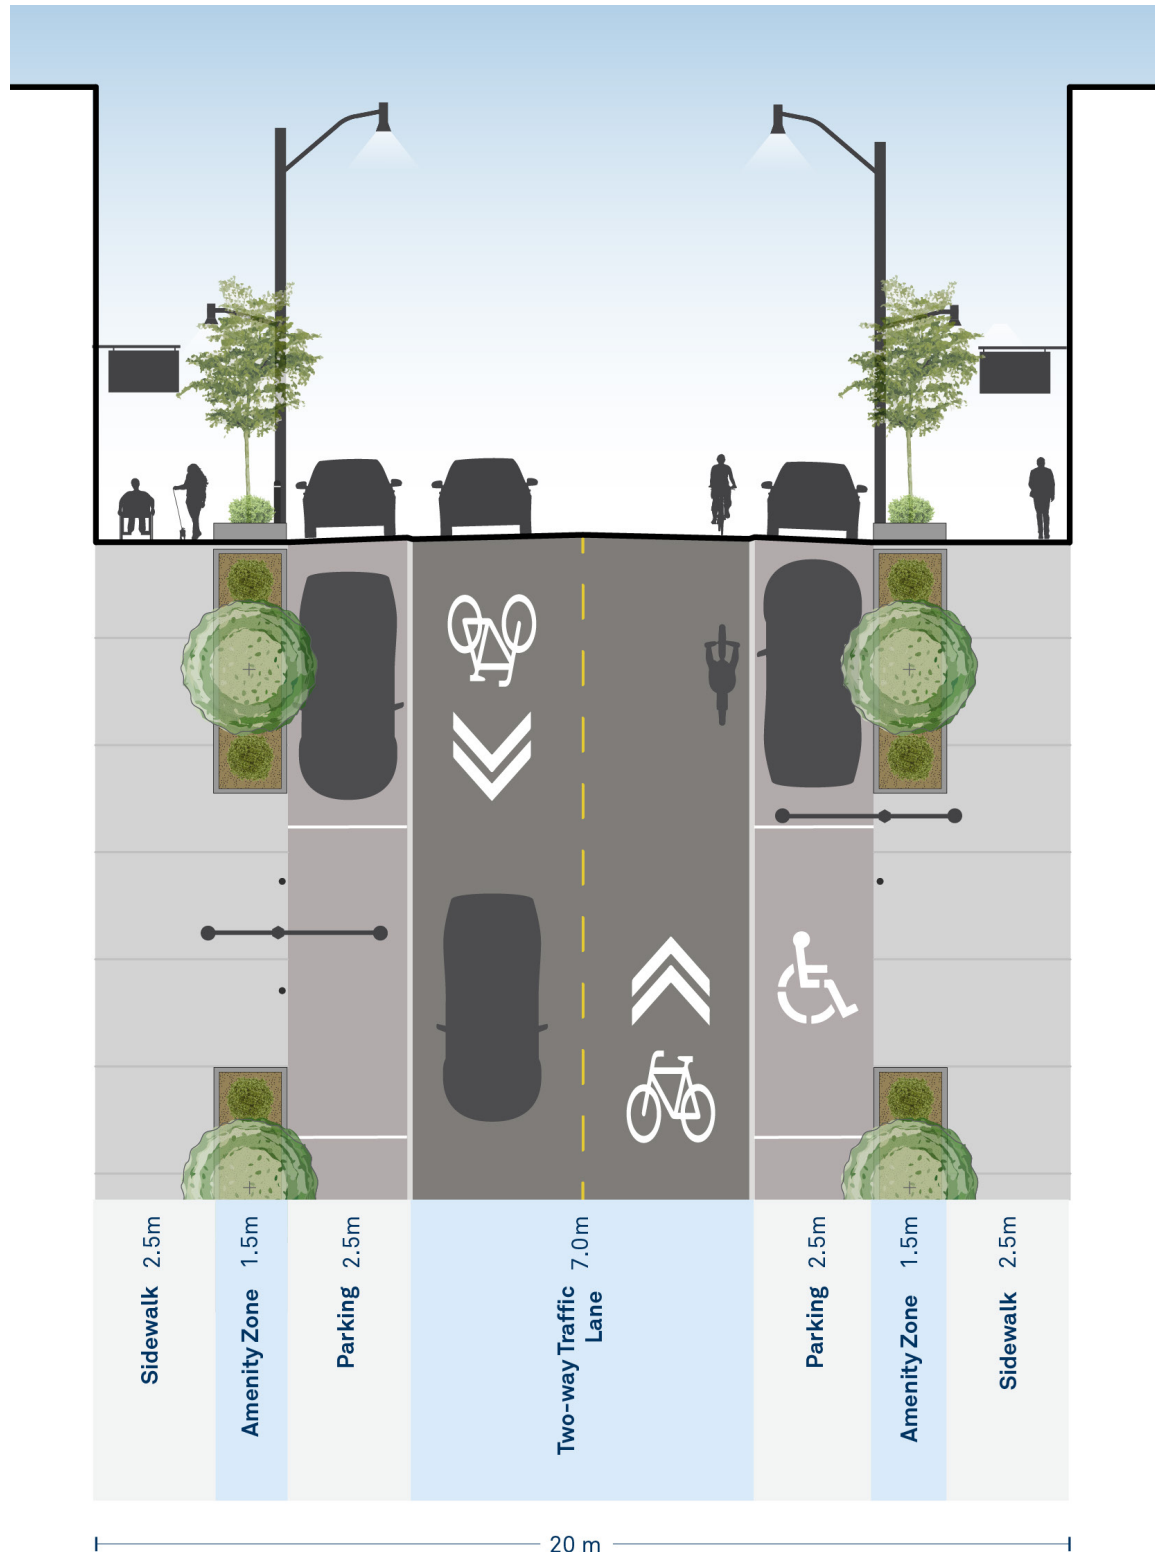 Sidewalk 2.5m
Amenity Zone 1.5m
Parking 2.5m
Two-way Traffic 7.0m
Lane
Parking 2.5m
Amenity Zone 1.5m
Sidewalk 2.5m
20 m